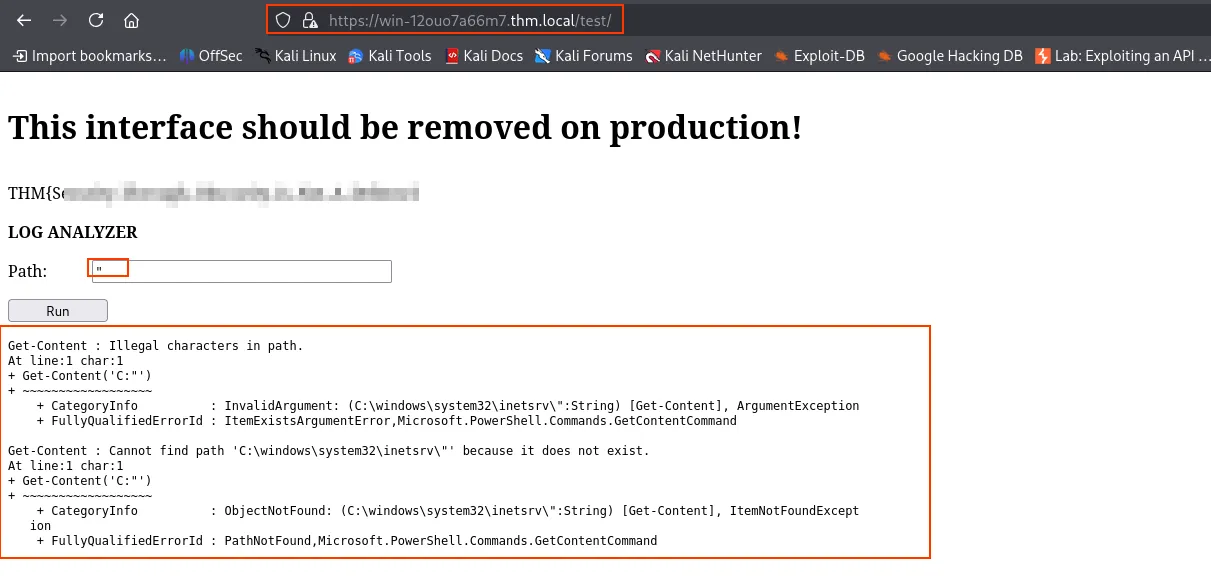 https://win-12ouo7a66m7.thm.local/test/
Import bookmarks... OffSec Kali Linux Kali Tools Kali Docs Kali Forums Kali NetHunter Exploit-DB Google Hacking DB Lab: Exploiting an API ...
This interface should be removed on production!
THM{Se
LOG ANALYZER
Path: "
Run
Get-Content : Illegal characters in path.
At line:1 char:1
+ Get-Content('C:"')
+ ~~~~~~~~~~~~~~~~~~
+ CategoryInfo : InvalidArgument: (C:\windows\system32\inetsrv\":String) [Get-Content], ArgumentException
+ FullyQualifiedErrorId : ItemExistsArgumentError,Microsoft.PowerShell.Commands.GetContentCommand
Get-Content : Cannot find path 'C:\windows\system32\inetsrv\"' because it does not exist.
At line:1 char:1
+ Get-Content('C:"')
+ ~~~~~~~~~~~~~~~~~~
+ CategoryInfo : ObjectNotFound: (C:\windows\system32\inetsrv\":String) [Get-Content], ItemNotFoundExcept
ion
+ FullyQualifiedErrorId : PathNotFound,Microsoft.PowerShell.Commands.GetContentCommand